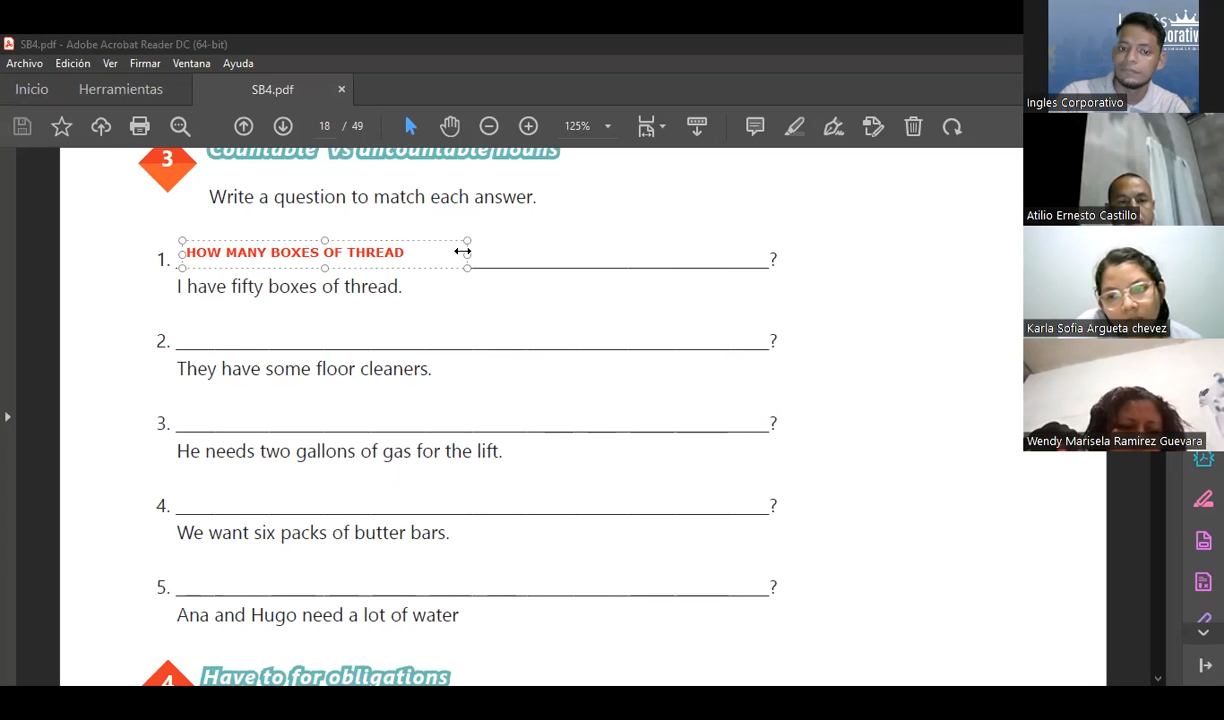 SB4.pdf - Adobe Acrobat Reader DC (64-bit)
Archivo Edición Ver Firmar Ventana Ayuda
Inicio Herramientas SB4.pdf ×
18 / 49 125%
3 Countable vs uncountable nouns
Write a question to match each answer.
1. HOW MANY BOXES OF THREAD ?
I have fifty boxes of thread.
2. ?
They have some floor cleaners.
3. ?
He needs two gallons of gas for the lift.
4. ?
We want six packs of butter bars.
5. ?
Ana and Hugo need a lot of water
4 Have to for obligations
Ingles Corporativo
Atilio Ernesto Castillo
Karla Sofia Argueta chevez
Wendy Marisela Ramirez Guevara